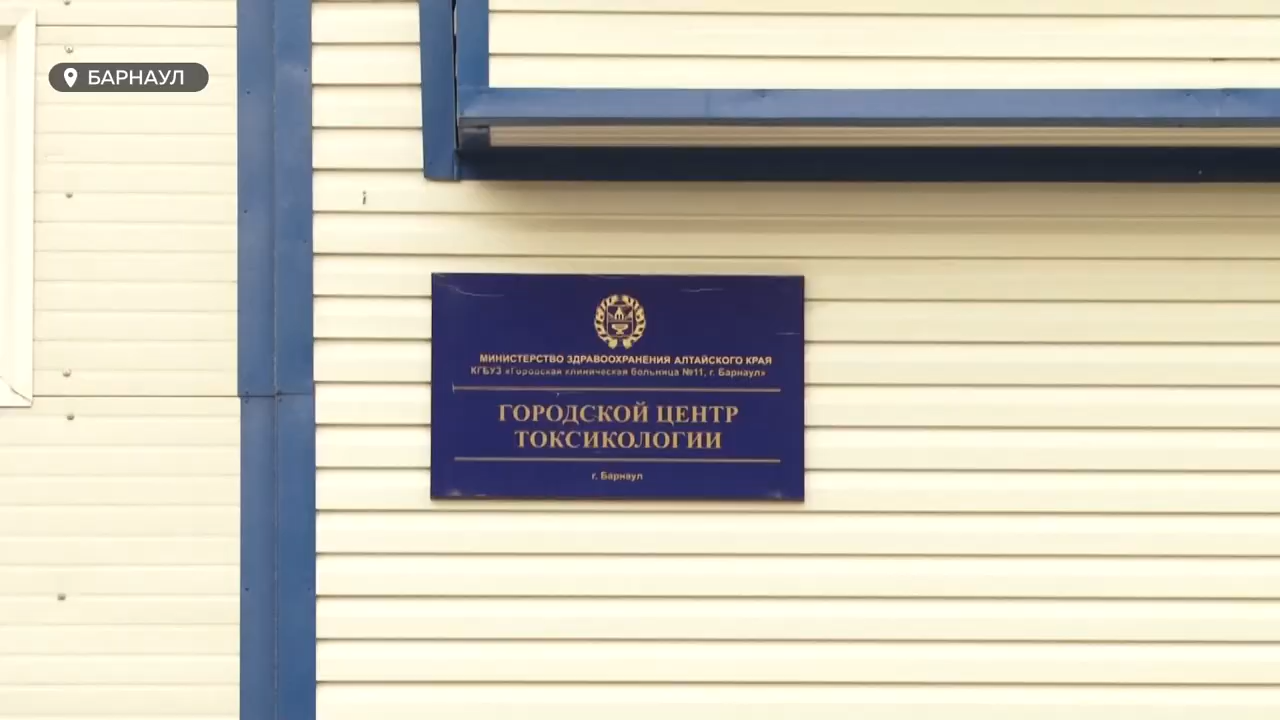 БАРНАУЛ
МИНИСТЕРСТВО ЗДРАВООХРАНЕНИЯ АЛТАЙСКОГО КРАЯ
КГБУЗ «Городская клиническая больница №11, г. Барнаул»
ГОРОДСКОЙ ЦЕНТР
ТОКСИКОЛОГИИ
г. Барнаул